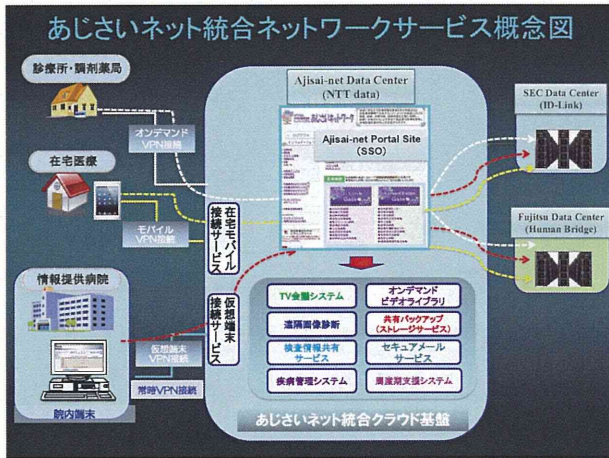 あじさいネット統合ネットワークサービス概念図
診療所・調剤薬局
オンデマンド
VPN接続
在宅医療
モバイル
VPN接続
情報提供病院
仮想端末
VPN接続
常時VPN接続
院内端末
在宅モバイル
接続サービス
仮想端末
接続サービス
Ajisai-net Data Center
(NTT data)
あじさいネットワーク
Ajisai-net Portal Site
(SSO)
TV会議システム
オンデマンド
ビデオライブラリ
遠隔画像診断
共有バックアップ
(ストレージサービス)
検査情報共有
サービス
セキュアメール
サービス
疾病管理システム
周産期支援システム
あじさいネット統合クラウド基盤
SEC Data Center
(ID-Link)
Fujitsu Data Center
(Human Bridge)